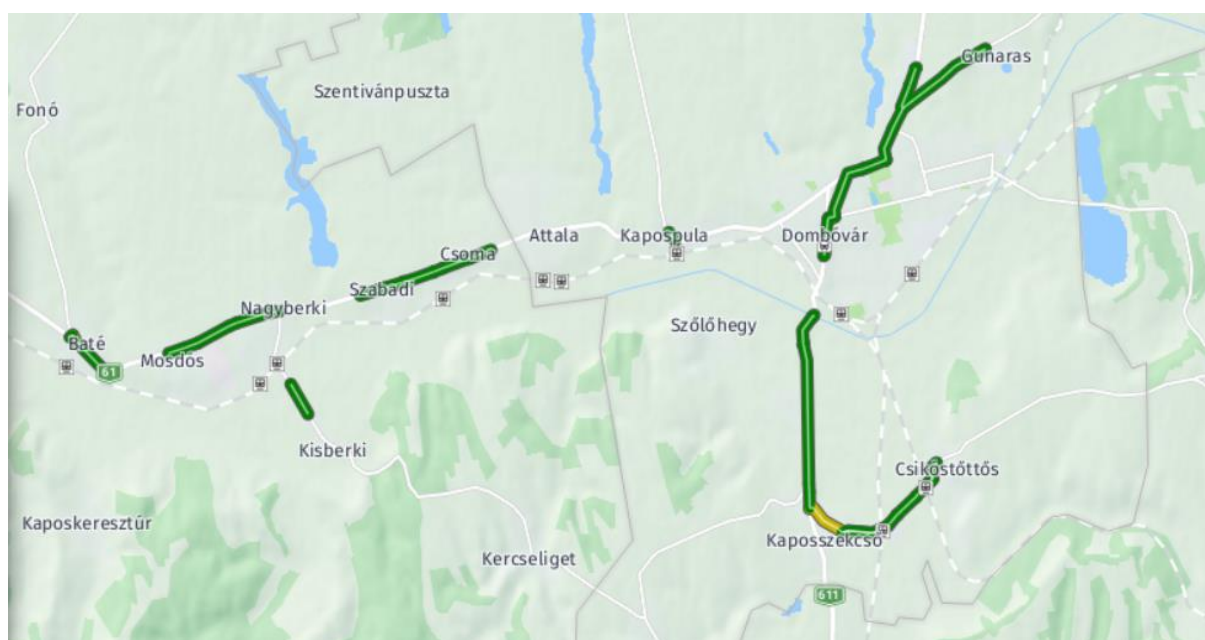 Gunaras
Szentivánpuszta
Fonó
Attala
Kapospula
Dombóvár
Csoma
Szabadi
Nagyberki
Szőlőhegy
Baté
Mosdós
61
Kisberki
Csikóstőttős
Kaposkeresztúr
Kaposszekcső
Kercseliget
611